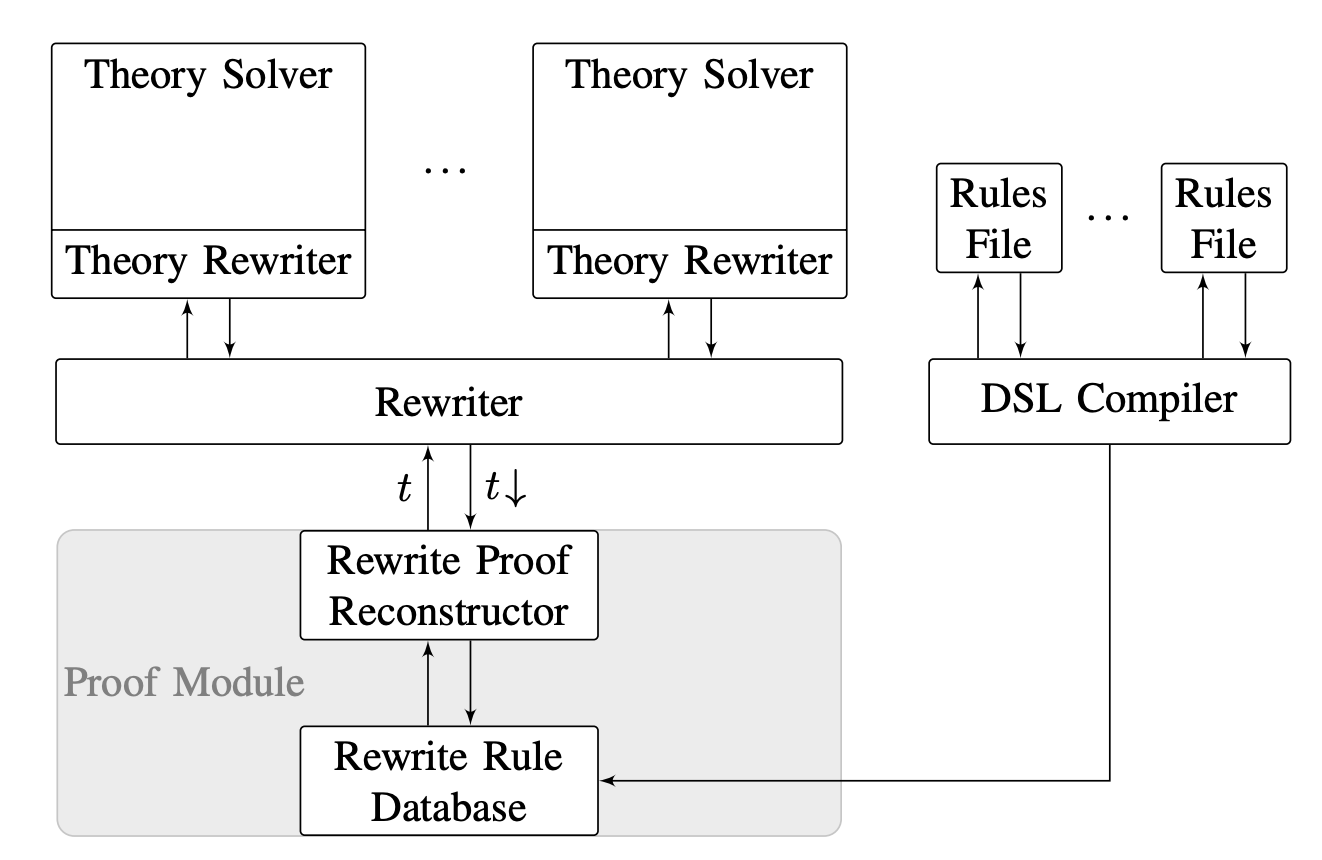 Theory Solver
...
Theory Solver
Theory Rewriter
Theory Rewriter
Rules
File
...
Rules
File
Rewriter
DSL Compiler
t
t↓
Rewrite Proof
Reconstructor
Proof Module
Rewrite Rule
Database